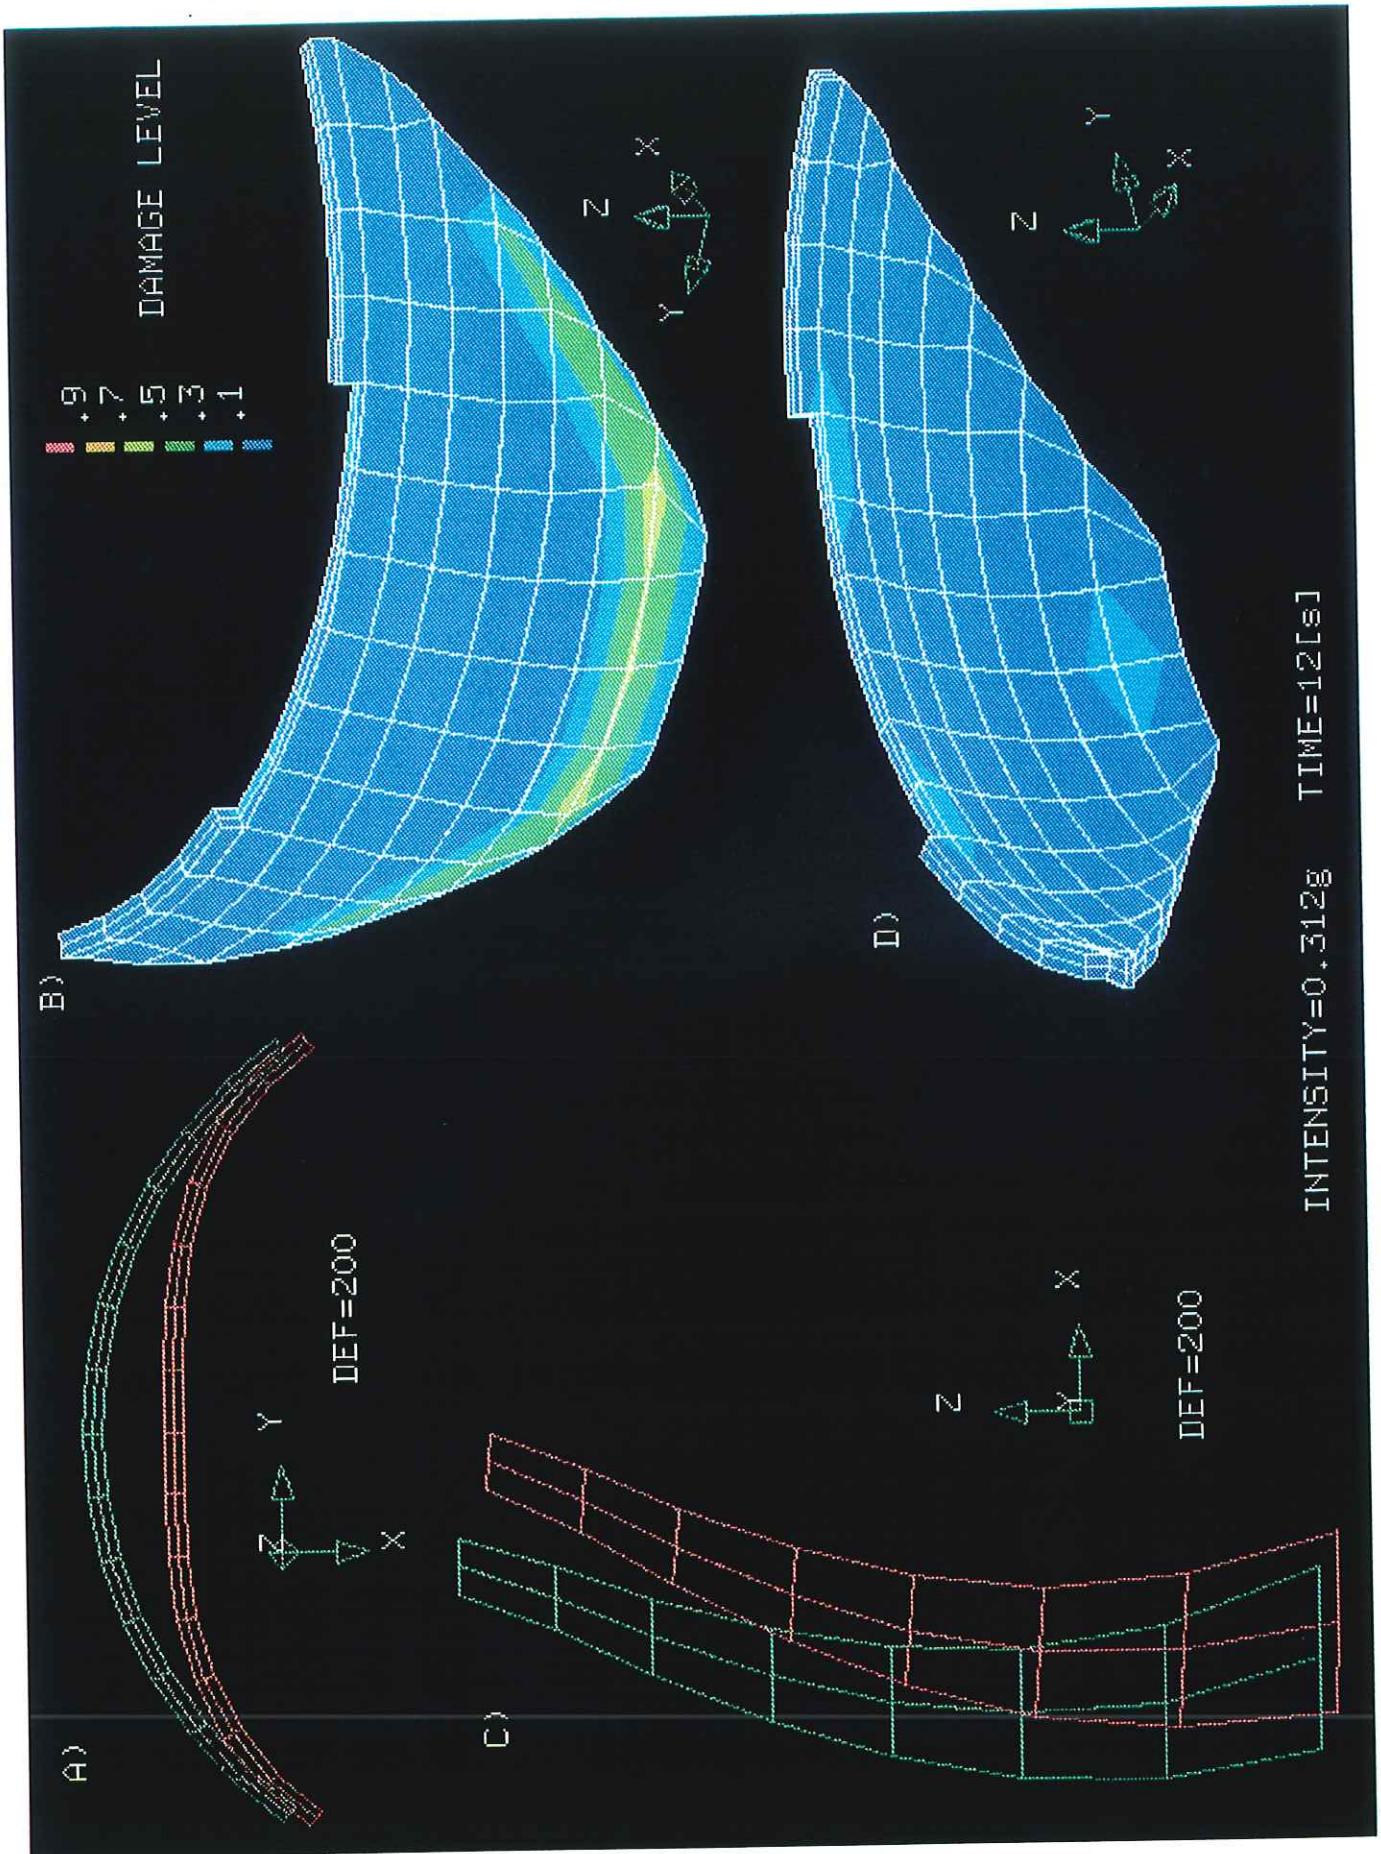 A)
Z
Y
X
DEF=200
B)
.9
.7
.5
.3
.1
DAMAGE LEVEL
Z
X
Y
C)
Z
Y
X
DEF=200
D)
Z
Y
X
INTENSITY=0.312g TIME=12[s]